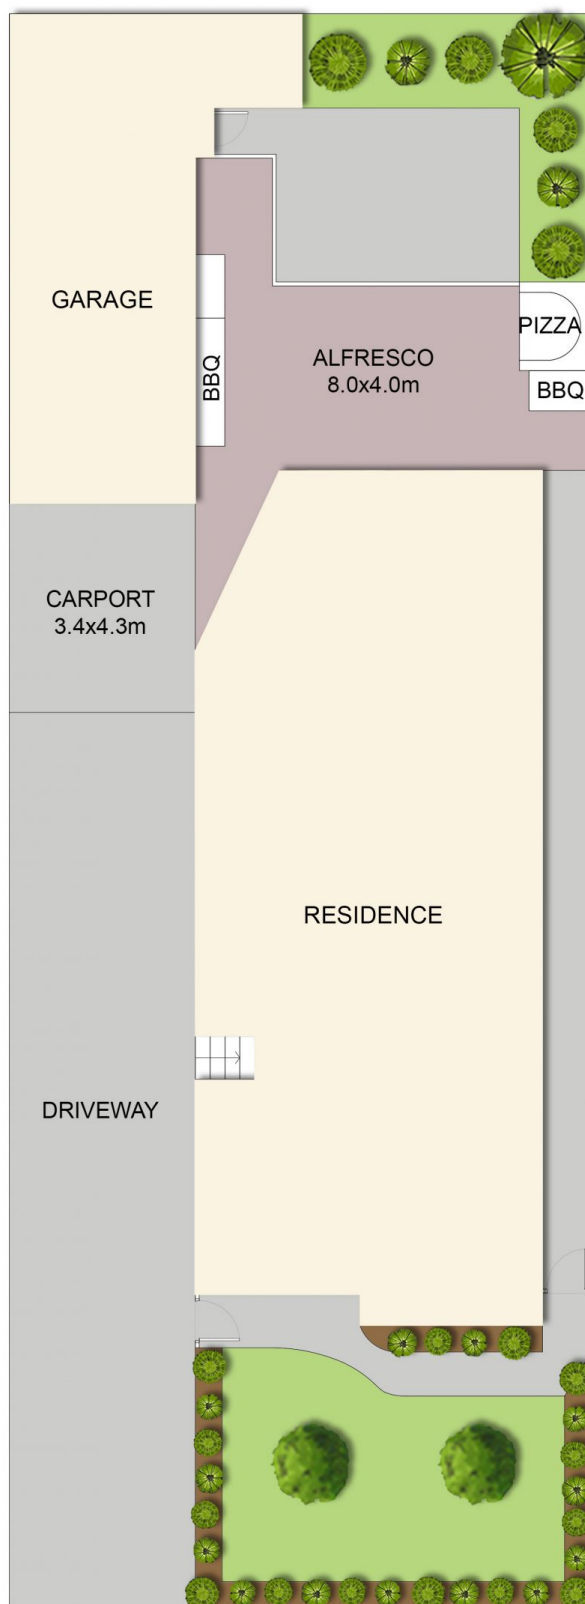 GARAGE
PIZZA
ALFRESCO
8.0x4.0m
BBQ
BBQ
CARPORT
3.4x4.3m
RESIDENCE
DRIVEWAY